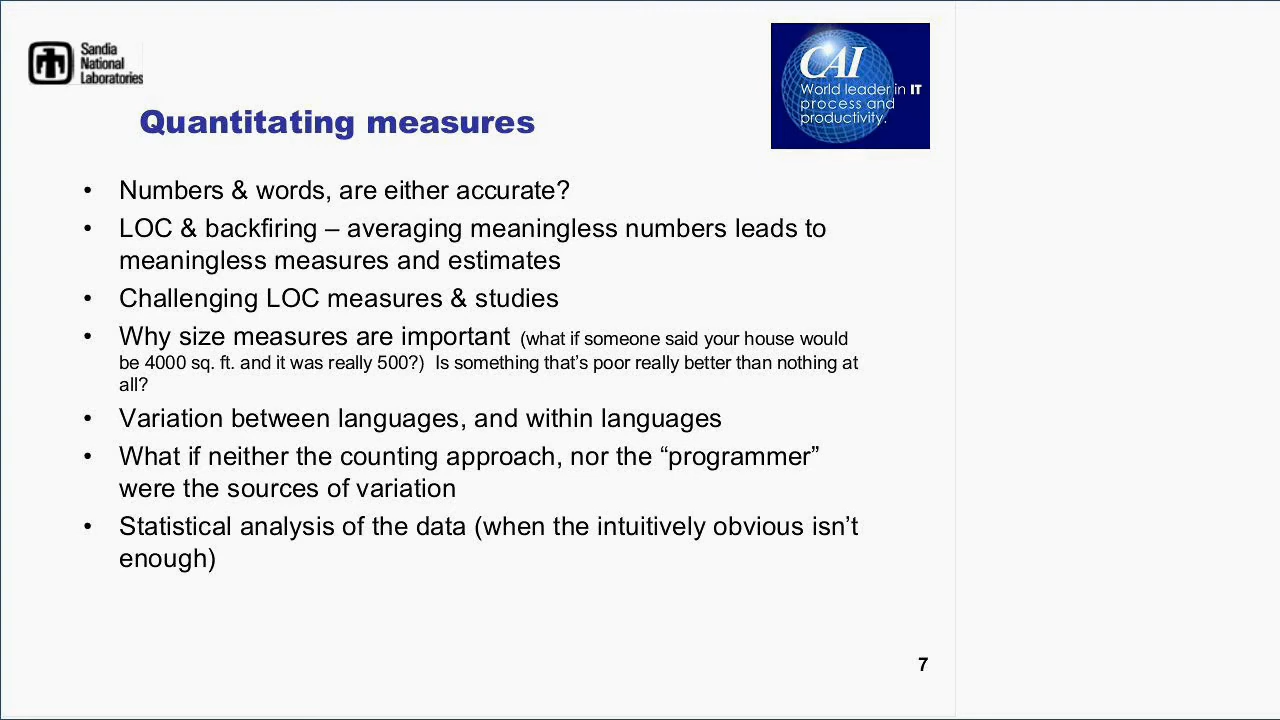 Sandia
National
Laboratories
CAI
World leader in IT
process and
productivity.
Quantitating measures
• Numbers & words, are either accurate?
• LOC & backfiring – averaging meaningless numbers leads to
meaningless measures and estimates
• Challenging LOC measures & studies
• Why size measures are important (what if someone said your house would
be 4000 sq. ft. and it was really 500?) Is something that’s poor really better than nothing at
all?
• Variation between languages, and within languages
• What if neither the counting approach, nor the “programmer”
were the sources of variation
• Statistical analysis of the data (when the intuitively obvious isn’t
enough)
7